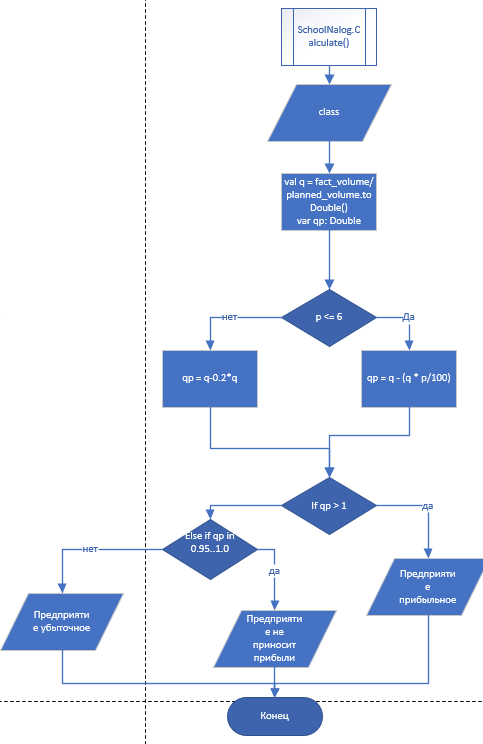 SchoolNalog.C
alculate()
class
val q = fact_volume/
planned_volume.to
Double()
var qp: Double
p <= 6
нет
Да
qp = q-0.2*q
qp = q - (q * p/100)
If qp > 1
да
Else if qp in
0.95..1.0
нет
да
Предприяти
е
прибыльное
Предприяти
е убыточное
Предприяти
е не
приносит
прибыли
Конец